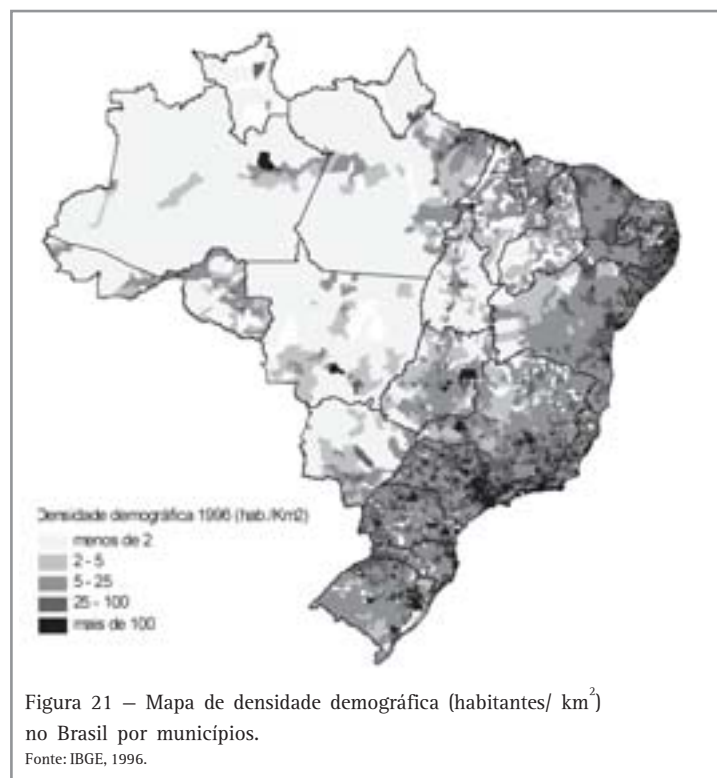 Densidade demográfica 1996 (hab./Km2)
menos de 2
2 - 5
5 - 25
25 - 100
mais de 100
Figura 21 – Mapa de densidade demográfica (habitantes/ km²)
no Brasil por municípios.
Fonte: IBGE, 1996.